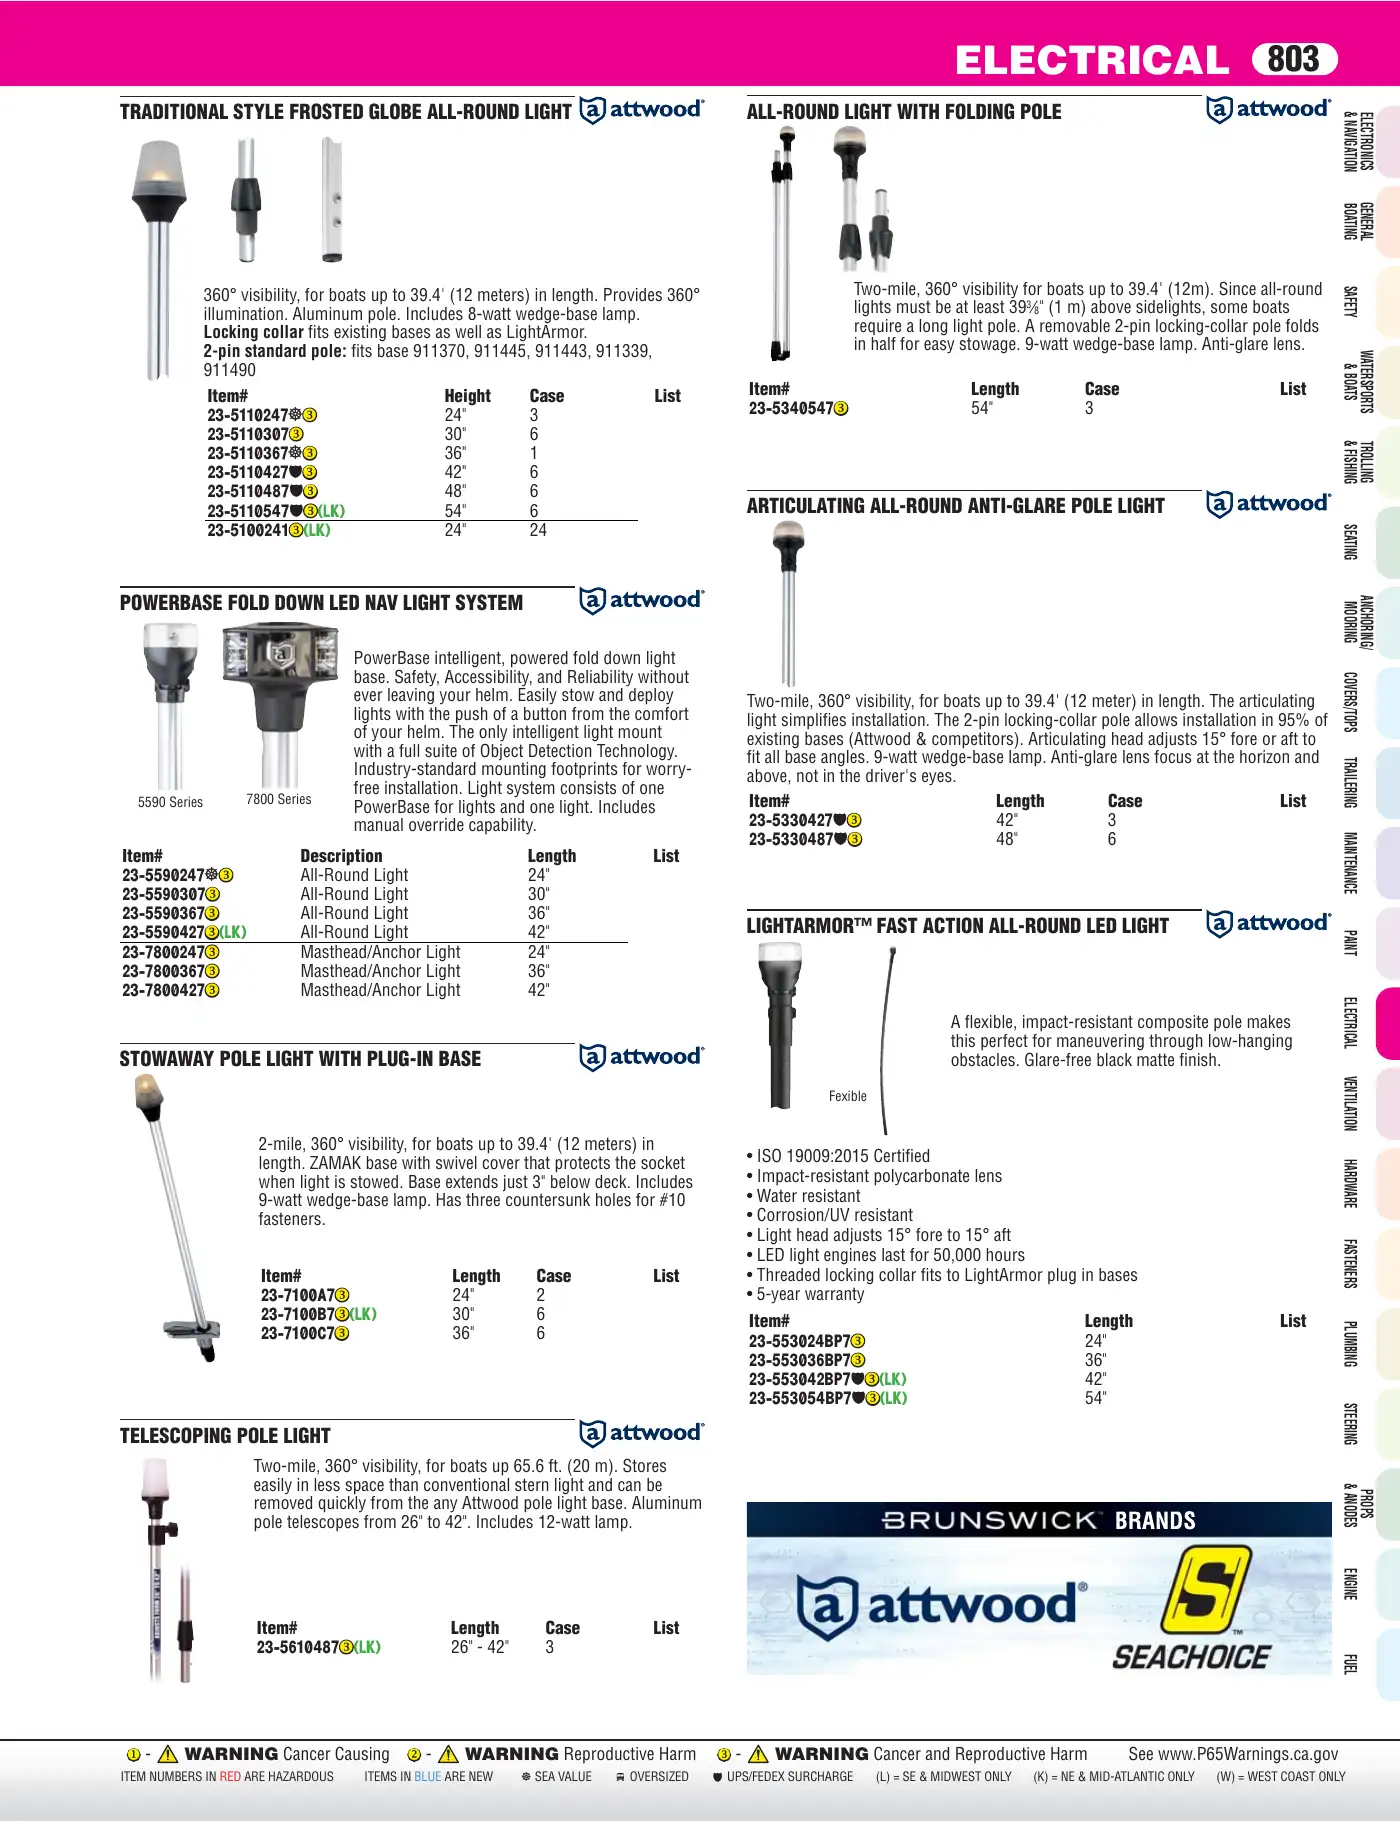 ELECTRICAL 803
TRADITIONAL STYLE FROSTED GLOBE ALL-ROUND LIGHT
attwood®
360° visibility, for boats up to 39.4' (12 meters) in length. Provides 360°
illumination. Aluminum pole. Includes 8-watt wedge-base lamp.
Locking collar fits existing bases as well as LightArmor.
2-pin standard pole: fits base 911370, 911445, 911443, 911339,
911490
Item# Height Case List
23-5110247 3 24" 3
23-5110307 3 30" 6
23-5110367 3 36" 1
23-5110427 3 42" 6
23-5110487 3 48" 6
23-5110547 3 (LK) 54" 6
23-5100241 3 (LK) 24" 24
POWERBASE FOLD DOWN LED NAV LIGHT SYSTEM
attwood®
PowerBase intelligent, powered fold down light
base. Safety, Accessibility, and Reliability without
ever leaving your helm. Easily stow and deploy
lights with the push of a button from the comfort
of your helm. The only intelligent light mount
with a full suite of Object Detection Technology.
Industry-standard mounting footprints for worry-
free installation. Light system consists of one
PowerBase for lights and one light. Includes
manual override capability.
5590 Series
7800 Series
Item# Description Length List
23-5590247 3 All-Round Light 24"
23-5590307 3 All-Round Light 30"
23-5590367 3 All-Round Light 36"
23-5590427 3 (LK) All-Round Light 42"
23-7800247 3 Masthead/Anchor Light 24"
23-7800367 3 Masthead/Anchor Light 36"
23-7800427 3 Masthead/Anchor Light 42"
STOWAWAY POLE LIGHT WITH PLUG-IN BASE
attwood®
2-mile, 360° visibility, for boats up to 39.4' (12 meters) in
length. ZAMAK base with swivel cover that protects the socket
when light is stowed. Base extends just 3" below deck. Includes
9-watt wedge-base lamp. Has three countersunk holes for #10
fasteners.
Item# Length Case List
23-7100A7 3 24" 2
23-7100B7 3 (LK) 30" 6
23-7100C7 3 36" 6
TELESCOPING POLE LIGHT
attwood®
Two-mile, 360° visibility, for boats up 65.6 ft. (20 m). Stores
easily in less space than conventional stern light and can be
removed quickly from the any Attwood pole light base. Aluminum
pole telescopes from 26" to 42". Includes 12-watt lamp.
Item# Length Case List
23-5610487 3 (LK) 26" - 42" 3
ALL-ROUND LIGHT WITH FOLDING POLE
attwood®
Two-mile, 360° visibility for boats up to 39.4' (12m). Since all-round
lights must be at least 39⅜" (1 m) above sidelights, some boats
require a long light pole. A removable 2-pin locking-collar pole folds
in half for easy stowage. 9-watt wedge-base lamp. Anti-glare lens.
Item# Length Case List
23-5340547 3 54" 3
ARTICULATING ALL-ROUND ANTI-GLARE POLE LIGHT
attwood®
Two-mile, 360° visibility, for boats up to 39.4' (12 meter) in length. The articulating
light simplifies installation. The 2-pin locking-collar pole allows installation in 95% of
existing bases (Attwood & competitors). Articulating head adjusts 15° fore or aft to
fit all base angles. 9-watt wedge-base lamp. Anti-glare lens focus at the horizon and
above, not in the driver's eyes.
Item# Length Case List
23-5330427 3 42" 3
23-5330487 3 48" 6
LIGHTARMOR™ FAST ACTION ALL-ROUND LED LIGHT
attwood®
A flexible, impact-resistant composite pole makes
this perfect for maneuvering through low-hanging
obstacles. Glare-free black matte finish.
Fexible
• ISO 19009:2015 Certified
• Impact-resistant polycarbonate lens
• Water resistant
• Corrosion/UV resistant
• Light head adjusts 15° fore to 15° aft
• LED light engines last for 50,000 hours
• Threaded locking collar fits to LightArmor plug in bases
• 5-year warranty
Item# Length List
23-553024BP7 3 24"
23-553036BP7 3 36"
23-553042BP7 3 (LK) 42"
23-553054BP7 3 (LK) 54"
BRUNSWICK BRANDS
attwood®
S™
SEACHOICE
ELECTRONICS
& NAVIGATION
GENERAL
BOATING
SAFETY
WATERSPORTS
& BOATS
TROLLING
& FISHING
SEATING
ANCHORING/
MOORING
COVERS/TOPS
TRAILERING
MAINTENANCE
PAINT
ELECTRICAL
VENTILATION
HARDWARE
FASTENERS
PLUMBING
STEERING
PROPS
& ANODES
ENGINE
FUEL
1 - WARNING Cancer Causing 2 - WARNING Reproductive Harm 3 - WARNING Cancer and Reproductive Harm See www.P65Warnings.ca.gov
ITEM NUMBERS IN RED ARE HAZARDOUS ITEMS IN BLUE ARE NEW SEA VALUE OVERSIZED UPS/FEDEX SURCHARGE (L) = SE & MIDWEST ONLY (K) = NE & MID-ATLANTIC ONLY (W) = WEST COAST ONLY